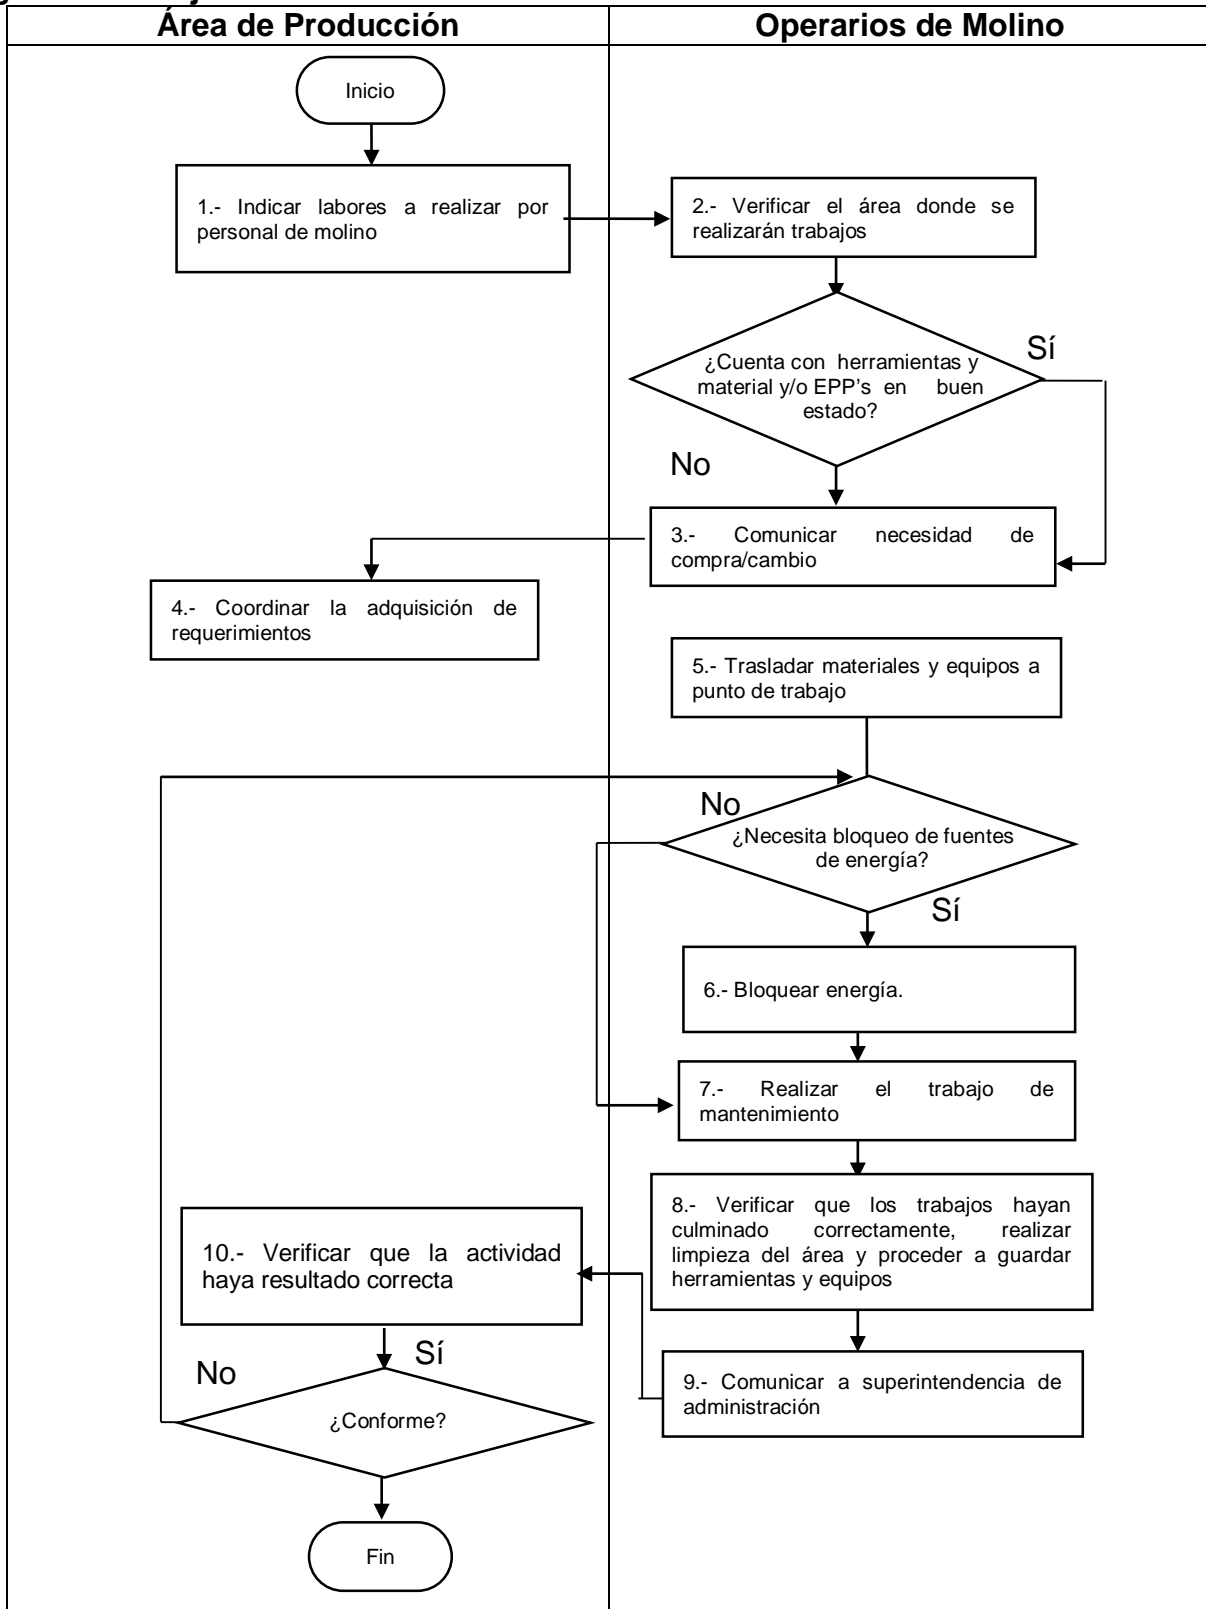 Área de Producción
Operarios de Molino
Inicio
1.- Indicar labores a realizar por
personal de molino
2.- Verificar el área donde se
realizarán trabajos
¿Cuenta con herramientas y
material y/o EPP’s en buen
estado?
Sí
No
3.- Comunicar necesidad de
compra/cambio
4.- Coordinar la adquisición de
requerimientos
5.- Trasladar materiales y equipos a
punto de trabajo
No
¿Necesita bloqueo de fuentes
de energía?
Sí
6.- Bloquear energía.
7.- Realizar el trabajo de
mantenimiento
8.- Verificar que los trabajos hayan
culminado correctamente, realizar
limpieza del área y proceder a guardar
herramientas y equipos
10.- Verificar que la actividad
haya resultado correcta
Sí
No
9.- Comunicar a superintendencia de
administración
¿Conforme?
Fin